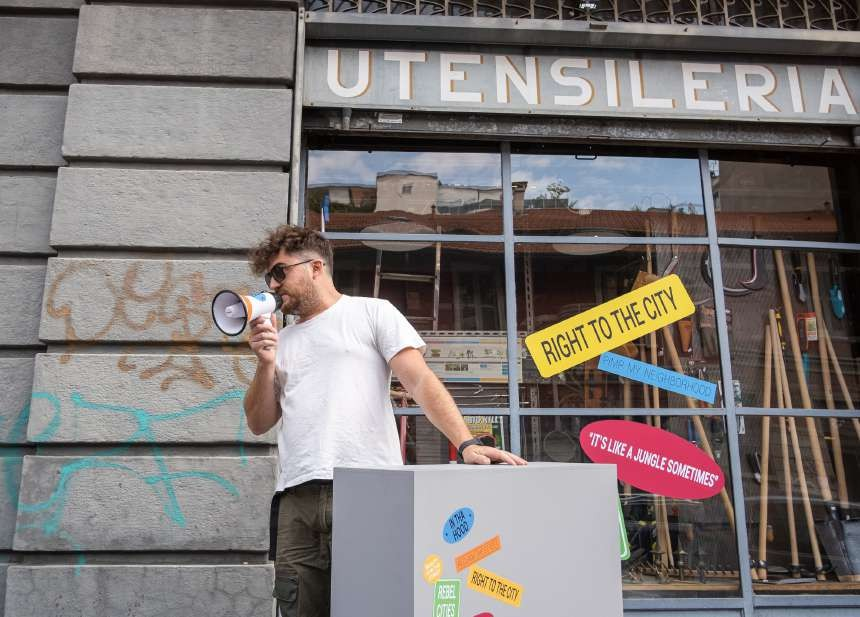 UTENSILERIA
RIGHT TO THE CITY
PIMP MY NEIGHBORHOOD
"IT'S LIKE A JUNGLE SOMETIMES"
IN THA
HOOD
RIGHT TO THE CITY
REBEL
CITIES